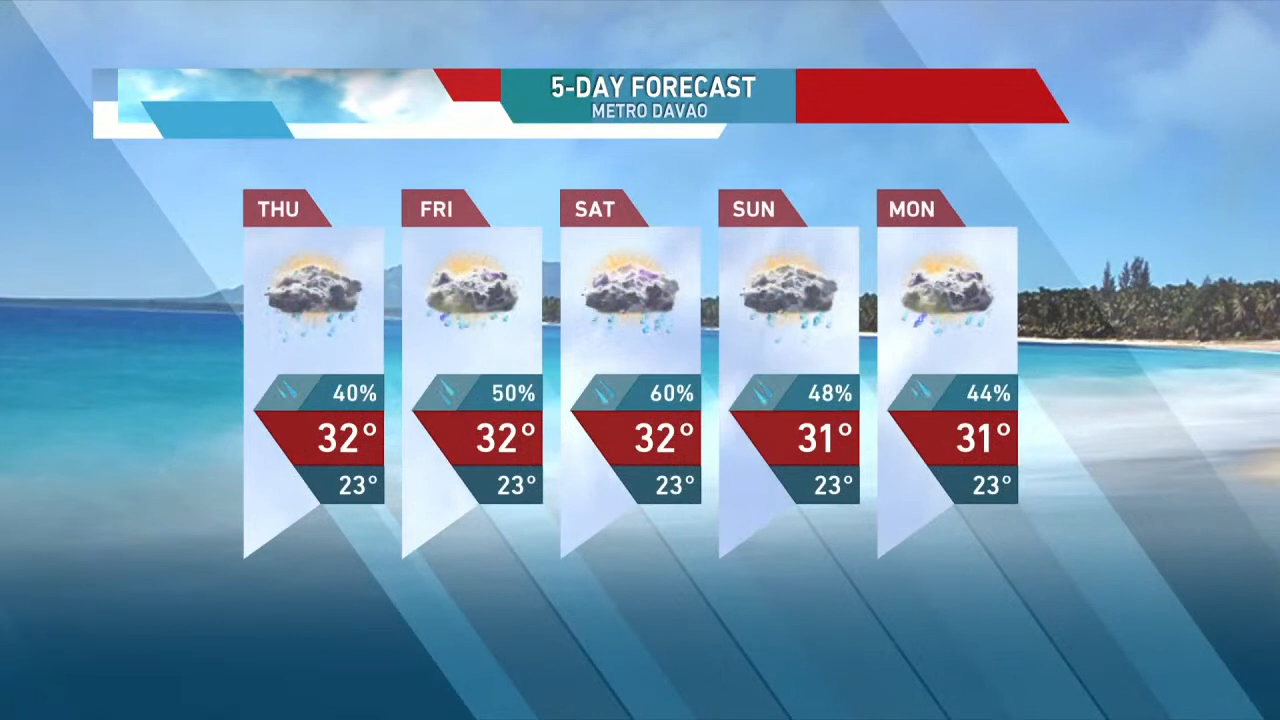 5-DAY FORECAST
METRO DAVAO
THU
FRI
SAT
SUN
MON
40%
50%
60%
48%
44%
32°
32°
32°
31°
31°
23°
23°
23°
23°
23°